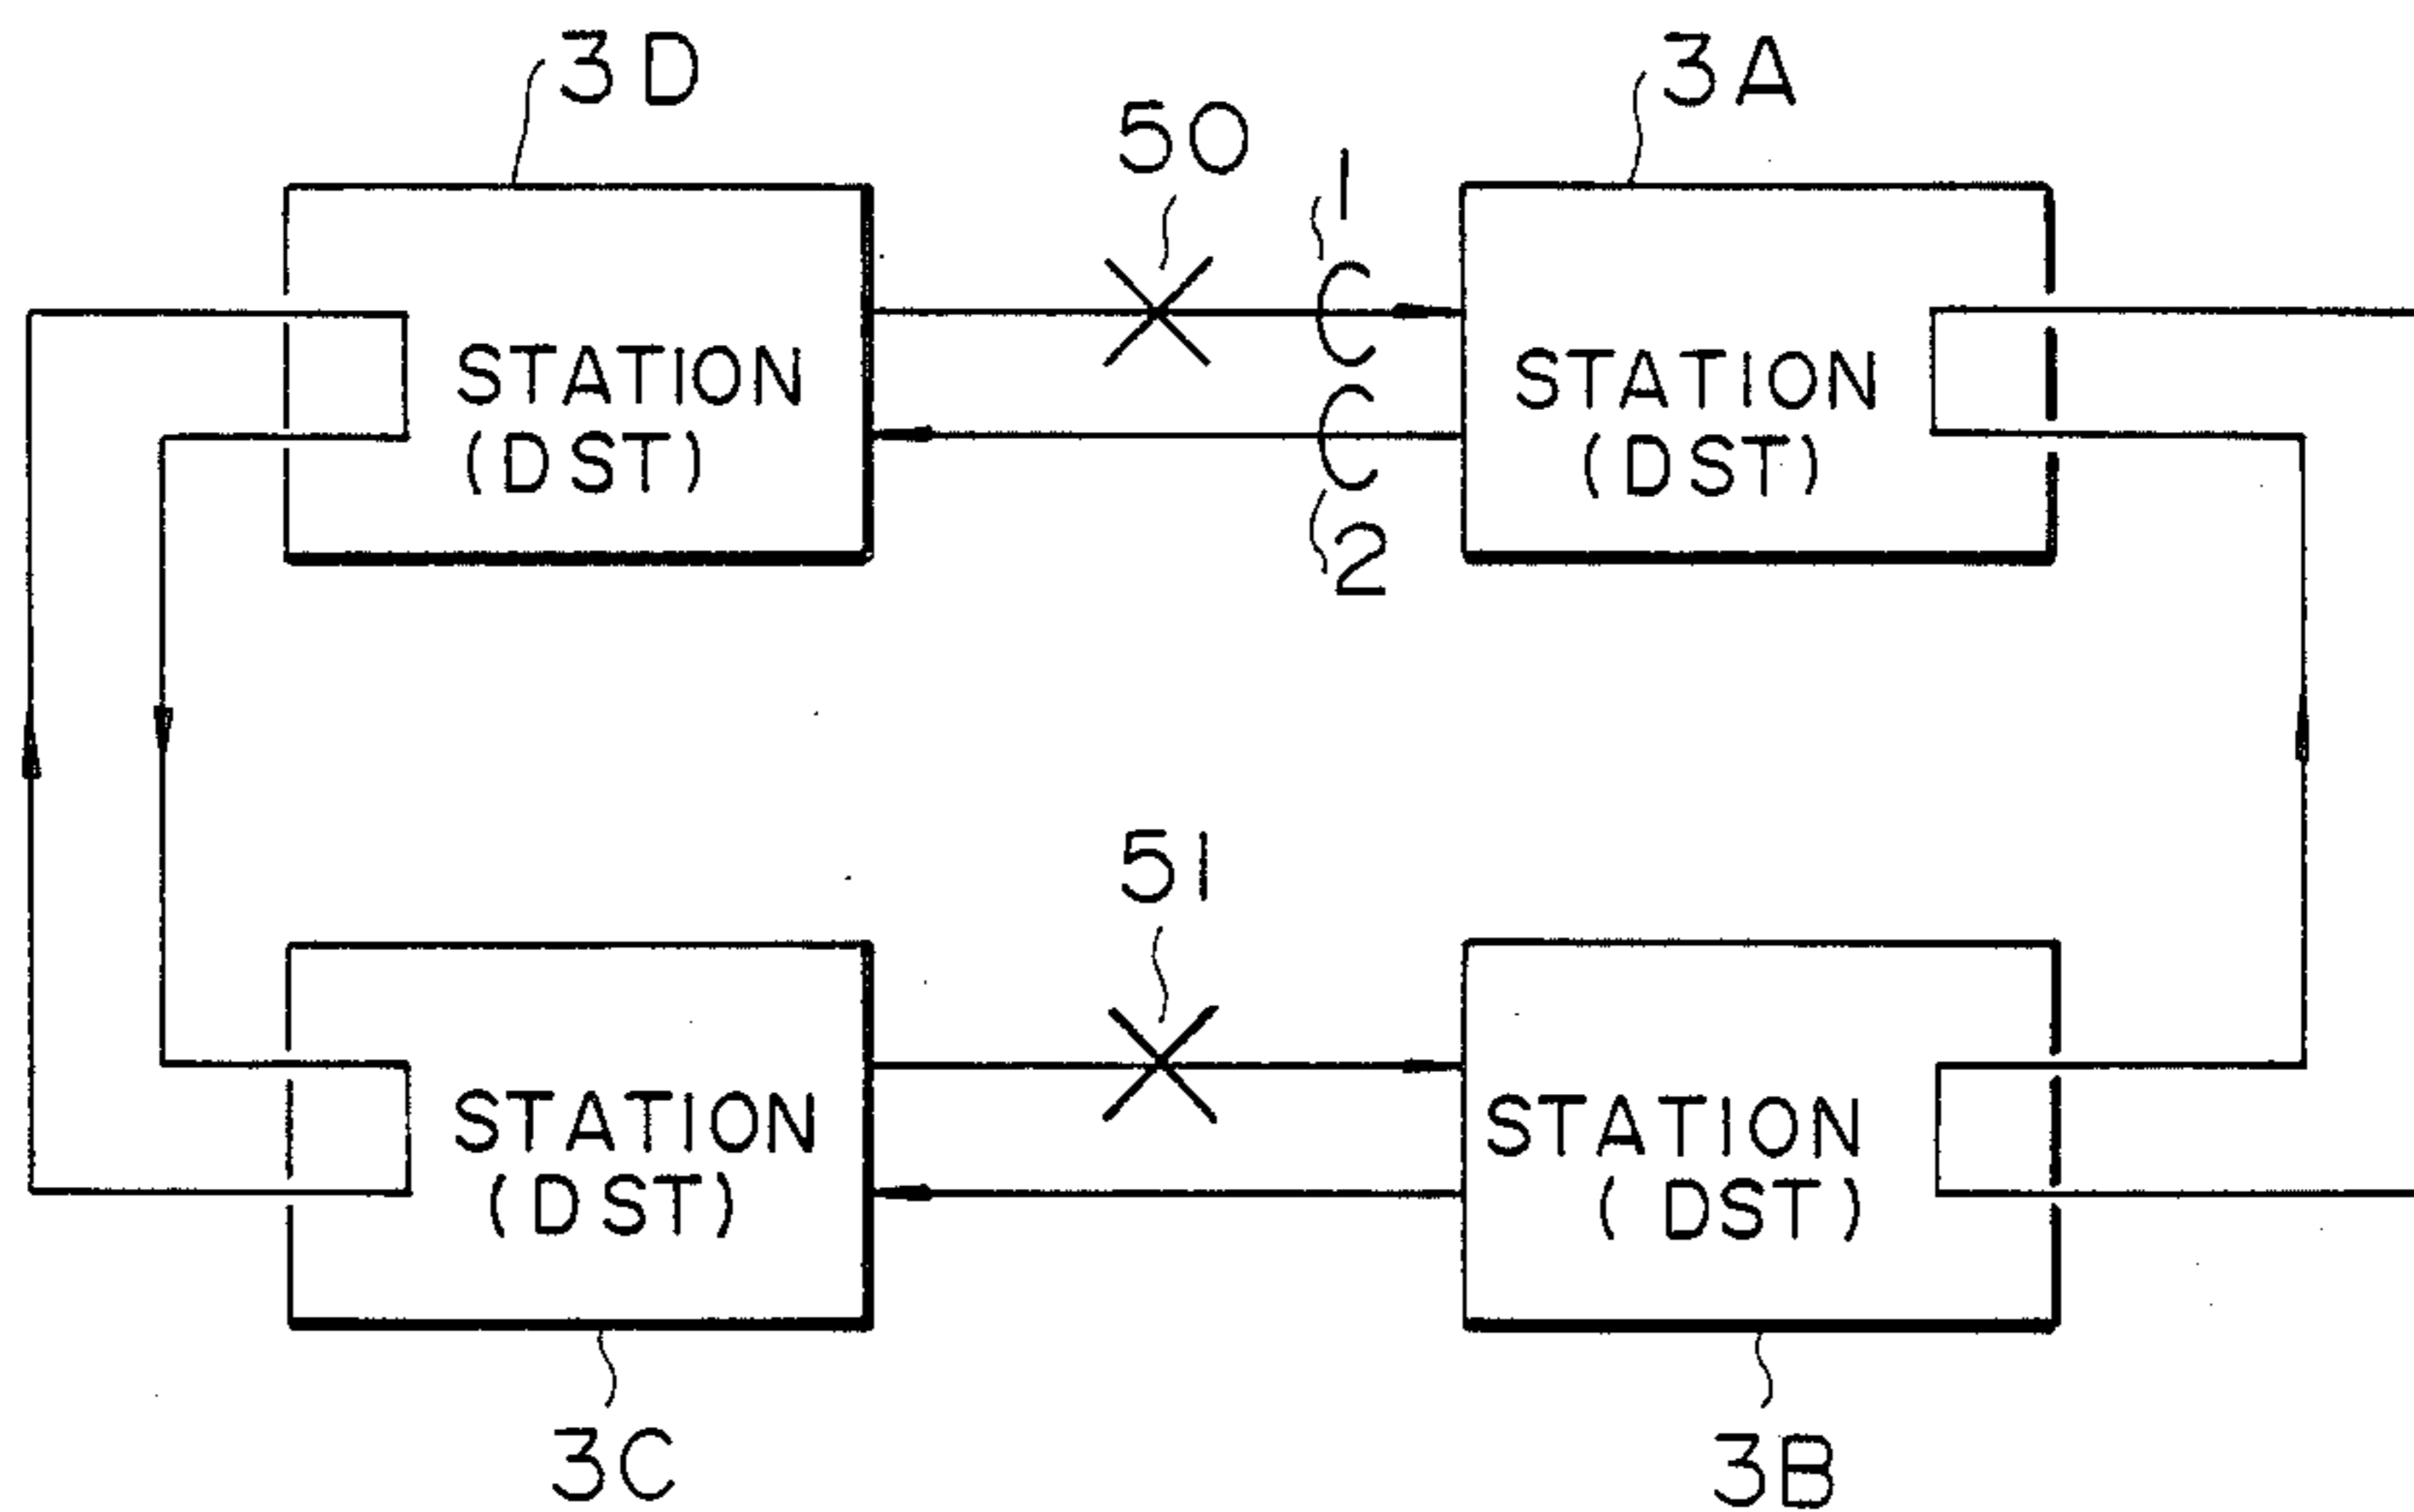 3D
3A
50
1
STATION
(DST)
STATION
(DST)
2
51
STATION
(DST)
STATION
(DST)
3C
3B